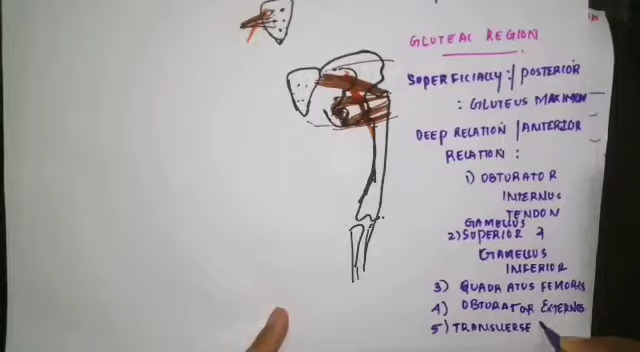 GLUTEAL REGION
SUPERFICIALLY:/POSTERIOR
: GLUTEUS MAXIMUM
DEEP RELATION/ANTERIOR
RELATION:
1) OBTURATOR
INTERNUS
TENDON
GAMELLUS
2) SUPERIOR &
GAMELLUS
INFERIOR
3) QUADRATUS FEMORIS
4) OBTURATOR EXTERNUS
5) TRANSVERSE